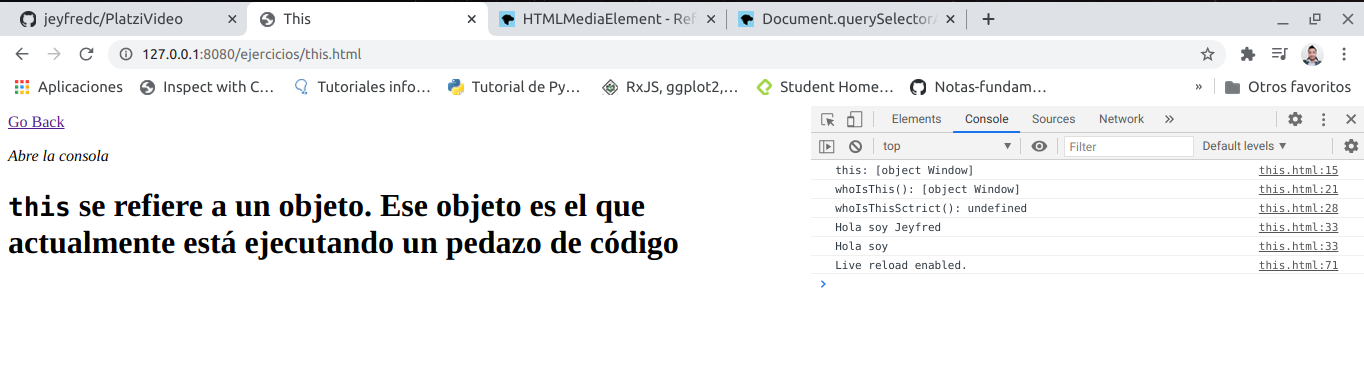 jeyfredc/PlatziVideo
This
HTMLMediaElement - Ref
Document.querySelectorA
127.0.0.1:8080/ejercicios/this.html
Aplicaciones
Inspect with C…
Tutoriales info…
Tutorial de Py…
RxJS, ggplot2,…
Student Home…
Notas-fundam…
»
Otros favoritos
Go Back
Abre la consola
this se refiere a un objeto. Ese objeto es el que
actualmente está ejecutando un pedazo de código
Elements Console Sources Network »
top Filter Default levels ▼
this: [object Window] this.html:15
whoIsThis(): [object Window] this.html:21
whoIsThisSctrict(): undefined this.html:28
Hola soy Jeyfred this.html:33
Hola soy this.html:33
Live reload enabled. this.html:71